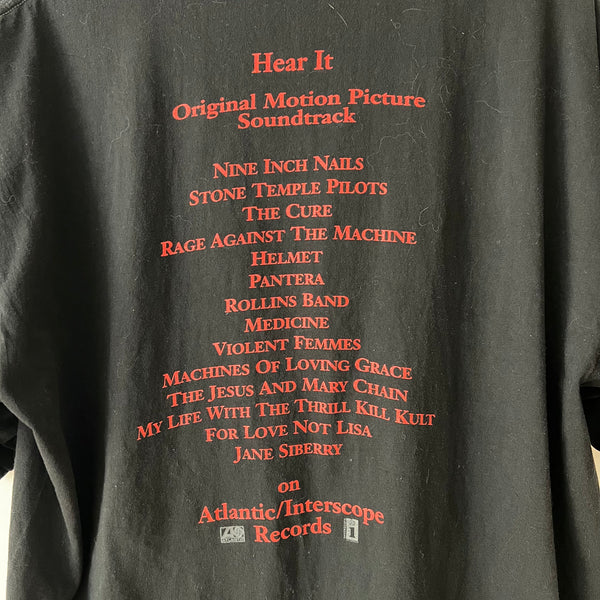 Hear It
Original Motion Picture
Soundtrack
NINE INCH NAILS
STONE TEMPLE PILOTS
THE CURE
RAGE AGAINST THE MACHINE
HELMET
PANTERA
ROLLINS BAND
MEDICINE
VIOLENT FEMMES
MACHINES OF LOVING GRACE
THE JESUS AND MARY CHAIN
MY LIFE WITH THE THRILL KILL KULT
FOR LOVE NOT LISA
JANE SIBERRY
on
Atlantic/Interscope
Records